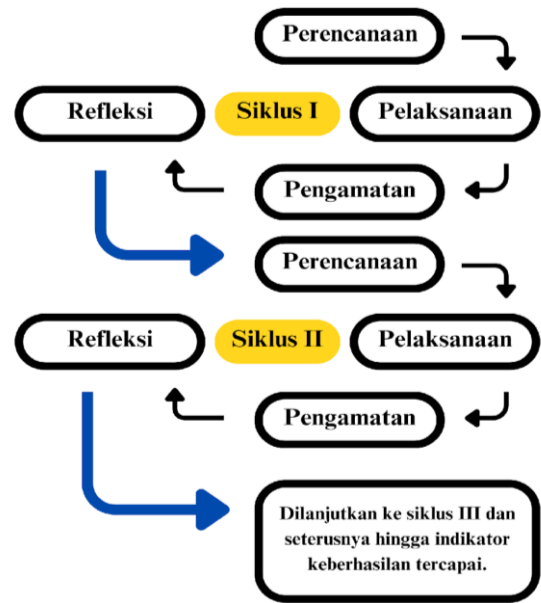 Perencanaan
Refleksi
Siklus I
Pelaksanaan
Pengamatan
Perencanaan
Refleksi
Siklus II
Pelaksanaan
Pengamatan
Dilanjutkan ke siklus III dan
seterusnya hingga indikator
keberhasilan tercapai.